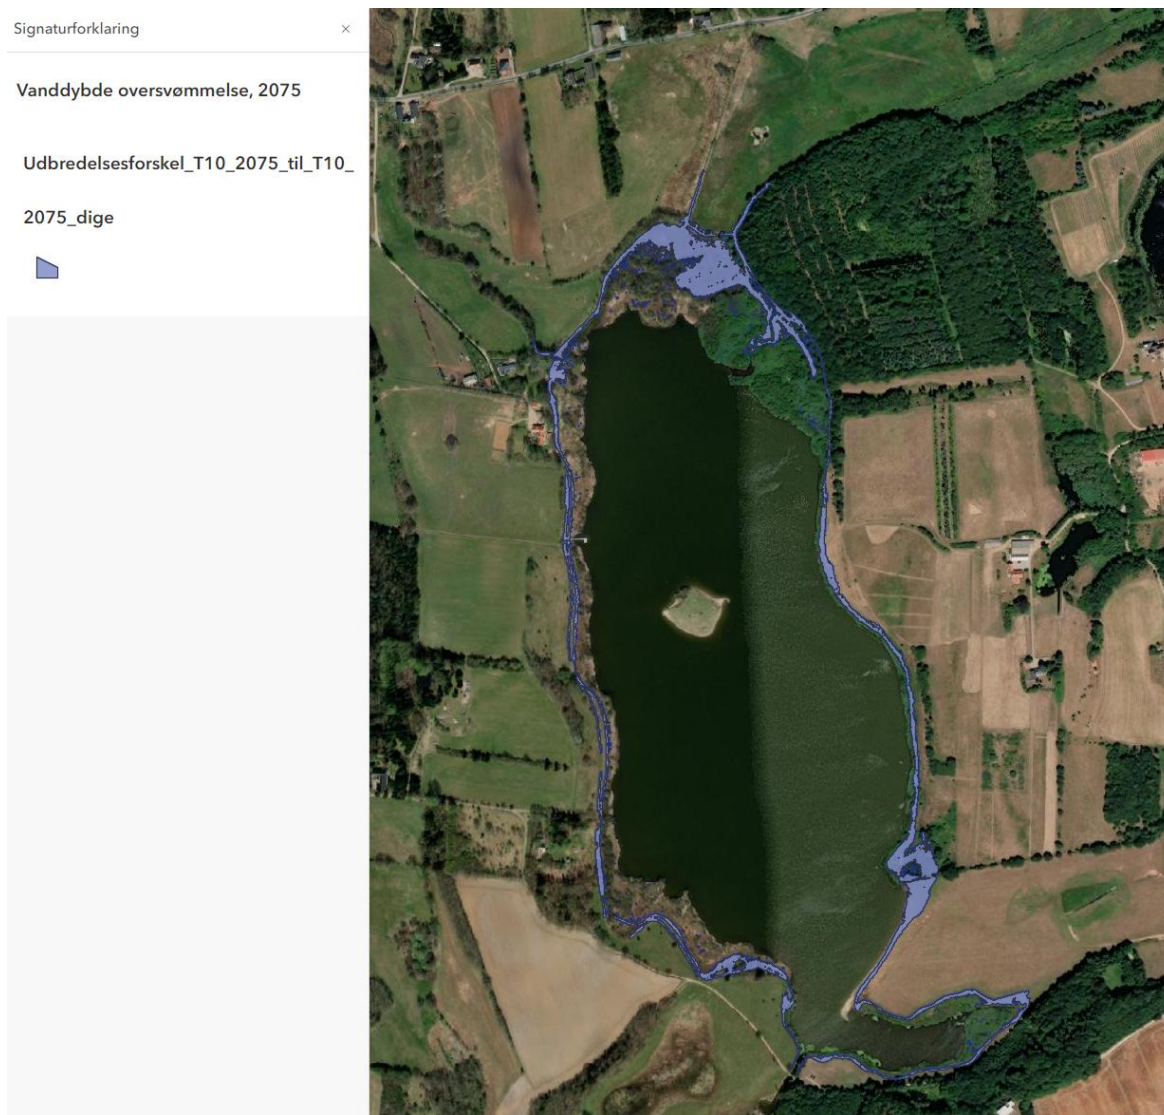 Signaturforklaring ×
Vanddybde oversvømmelse, 2075
Udbredelsesforskel_T10_2075_til_T10_
2075_dige